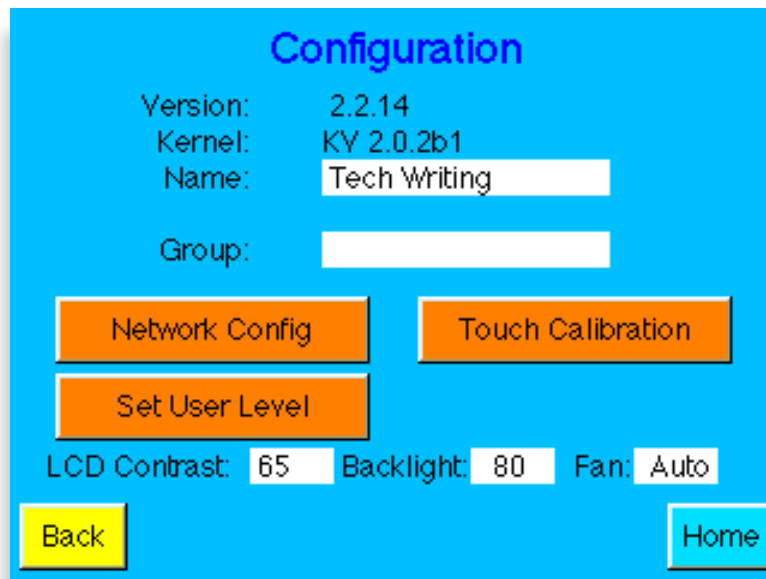 Configuration
Version: 2.2.14
Kernel: KV 2.0.2b1
Name: Tech Writing
Group:
Network Config Touch Calibration
Set User Level
LCD Contrast: 65 Backlight: 80 Fan: Auto
Back Home